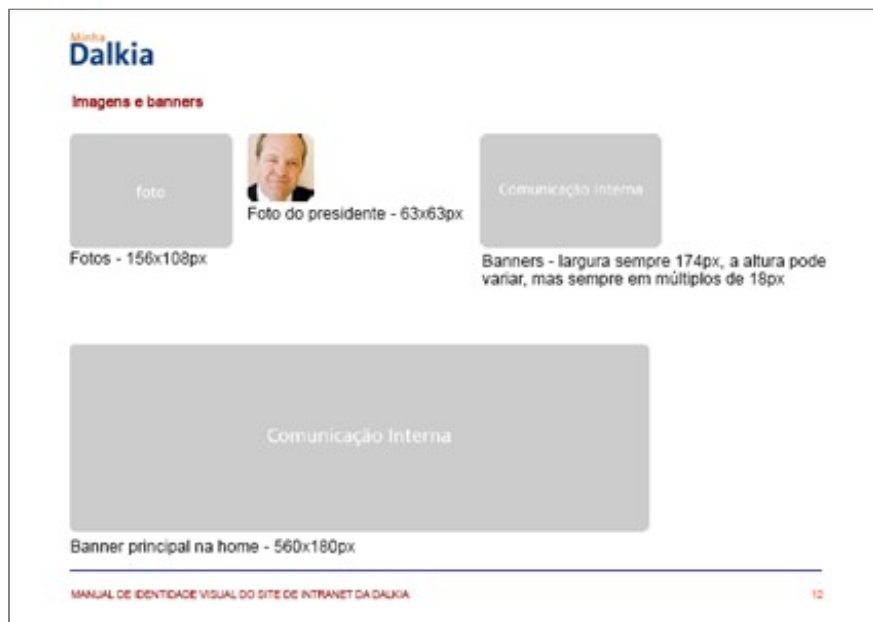 Minha
Dalkia
Imagens e banners
foto
Comunicação Interna
Foto do presidente - 63x63px
Fotos - 156x108px
Banners - largura sempre 174px, a altura pode
variar, mas sempre em múltiplos de 18px
Comunicação Interna
Banner principal na home - 560x180px
MANUAL DE IDENTIDADE VISUAL DO SITE DE INTRANET DA DALKIA
12